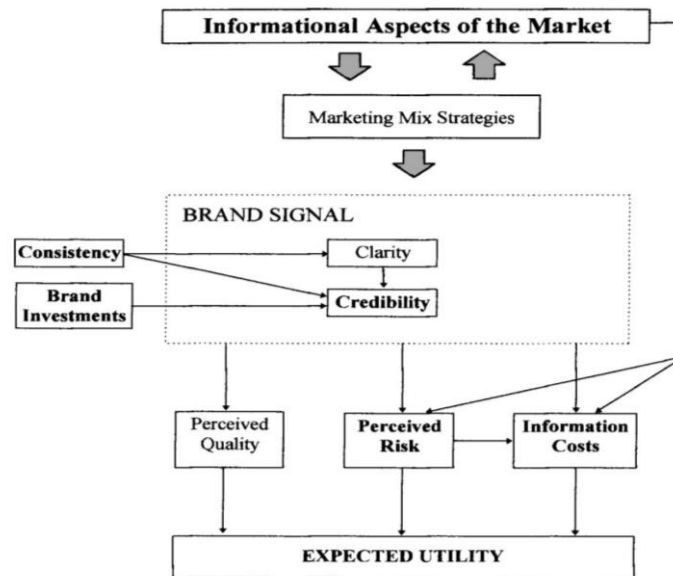 Informational Aspects of the Market
Marketing Mix Strategies
BRAND SIGNAL
Consistency
Clarity
Brand
Investments
Credibility
Perceived
Quality
Perceived
Risk
Information
Costs
EXPECTED UTILITY